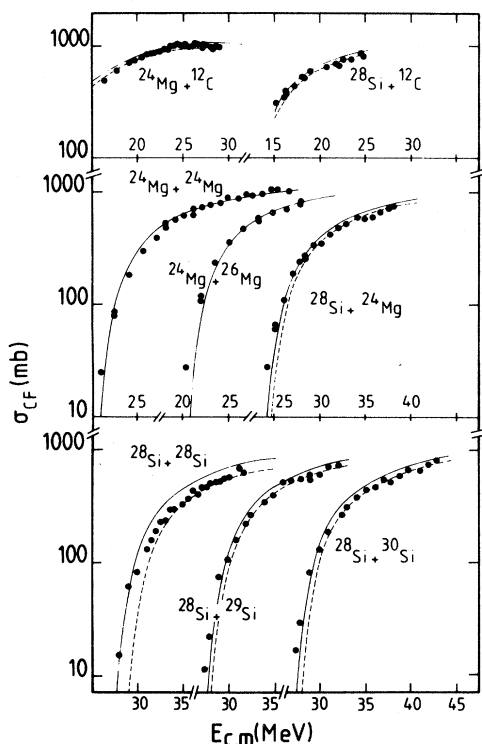 1000
²⁴Mg + ¹²C
²⁸Si + ¹²C
100
20 25 30 15 20 25
1000
²⁴Mg + ²⁴Mg
²⁴Mg + ²⁶Mg
²⁸Si + ²⁴Mg
100
σCF (mb)
10
25 20 25 25 30 35 40
1000
²⁸Si + ²⁸Si
²⁸Si + ²⁹Si
²⁸Si + ³⁰Si
100
10
30 35 30 35 30 35 40 45
Ec.m (MeV)